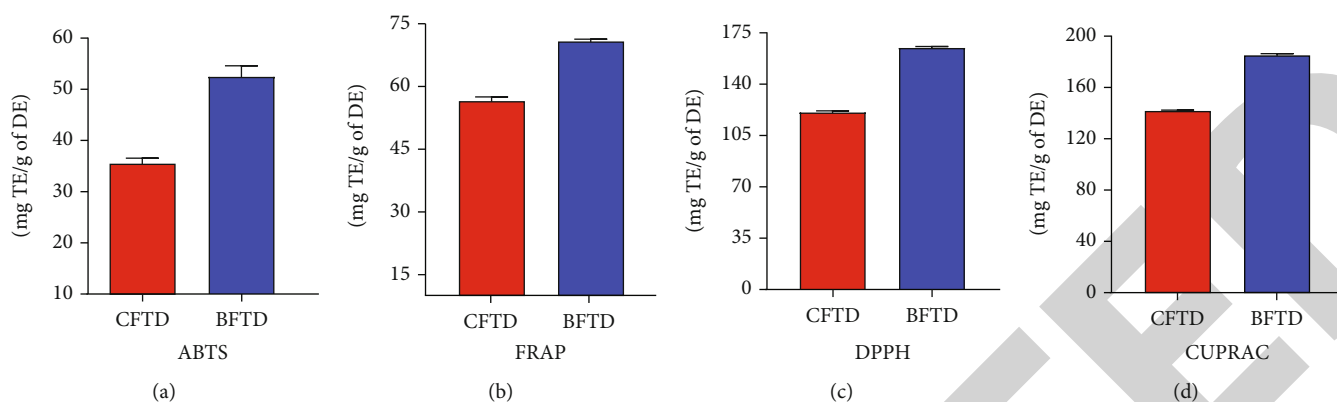 60
50
40
30
20
10
(mg TE/g of DE)
CFTD
BFTD
ABTS
(a)
75
60
45
30
15
(mg TE/g of DE)
CFTD
BFTD
FRAP
(b)
175
140
105
70
35
0
(mg TE/g of DE)
CFTD
BFTD
DPPH
(c)
200
160
120
80
40
0
(mg TE/g of DE)
CFTD
BFTD
CUPRAC
(d)